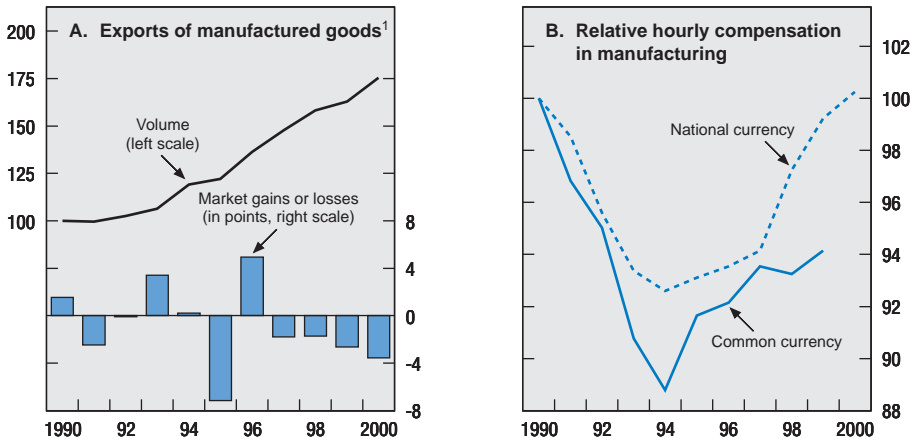 A. Exports of manufactured goods¹
200
175
150
125
100
Volume
(left scale)
Market gains or losses
(in points, right scale)
8
4
0
-4
-8
1990 92 94 96 98 2000
B. Relative hourly compensation
in manufacturing
102
100
98
96
94
92
90
88
National currency
Common currency
1990 92 94 96 98 2000